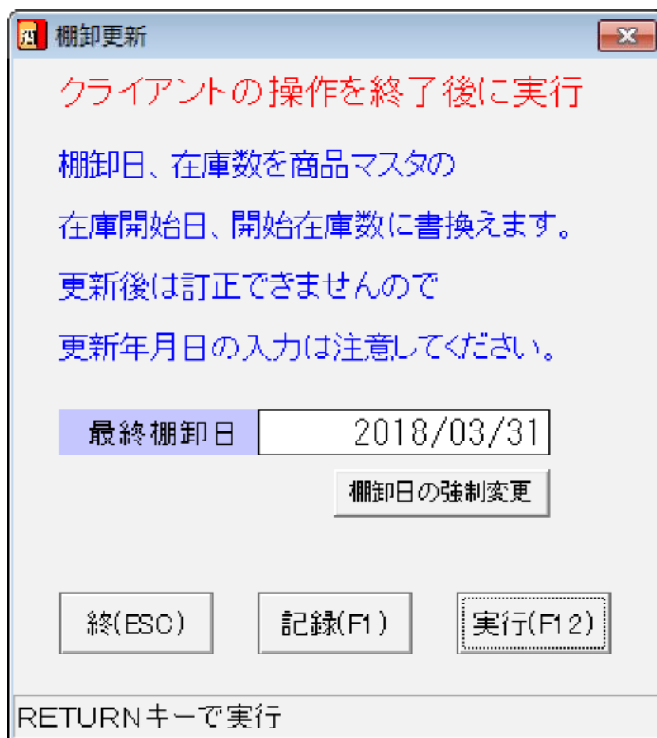 棚卸更新
クライアントの操作を終了後に実行
棚卸日、在庫数を商品マスタの
在庫開始日、開始在庫数に書換えます。
更新後は訂正できませんので
更新年月日の入力は注意してください。
最終棚卸日 2018/03/31
棚卸日の強制変更
終(ESC) 記録(F1) 実行(F12)
RETURNキーで実行